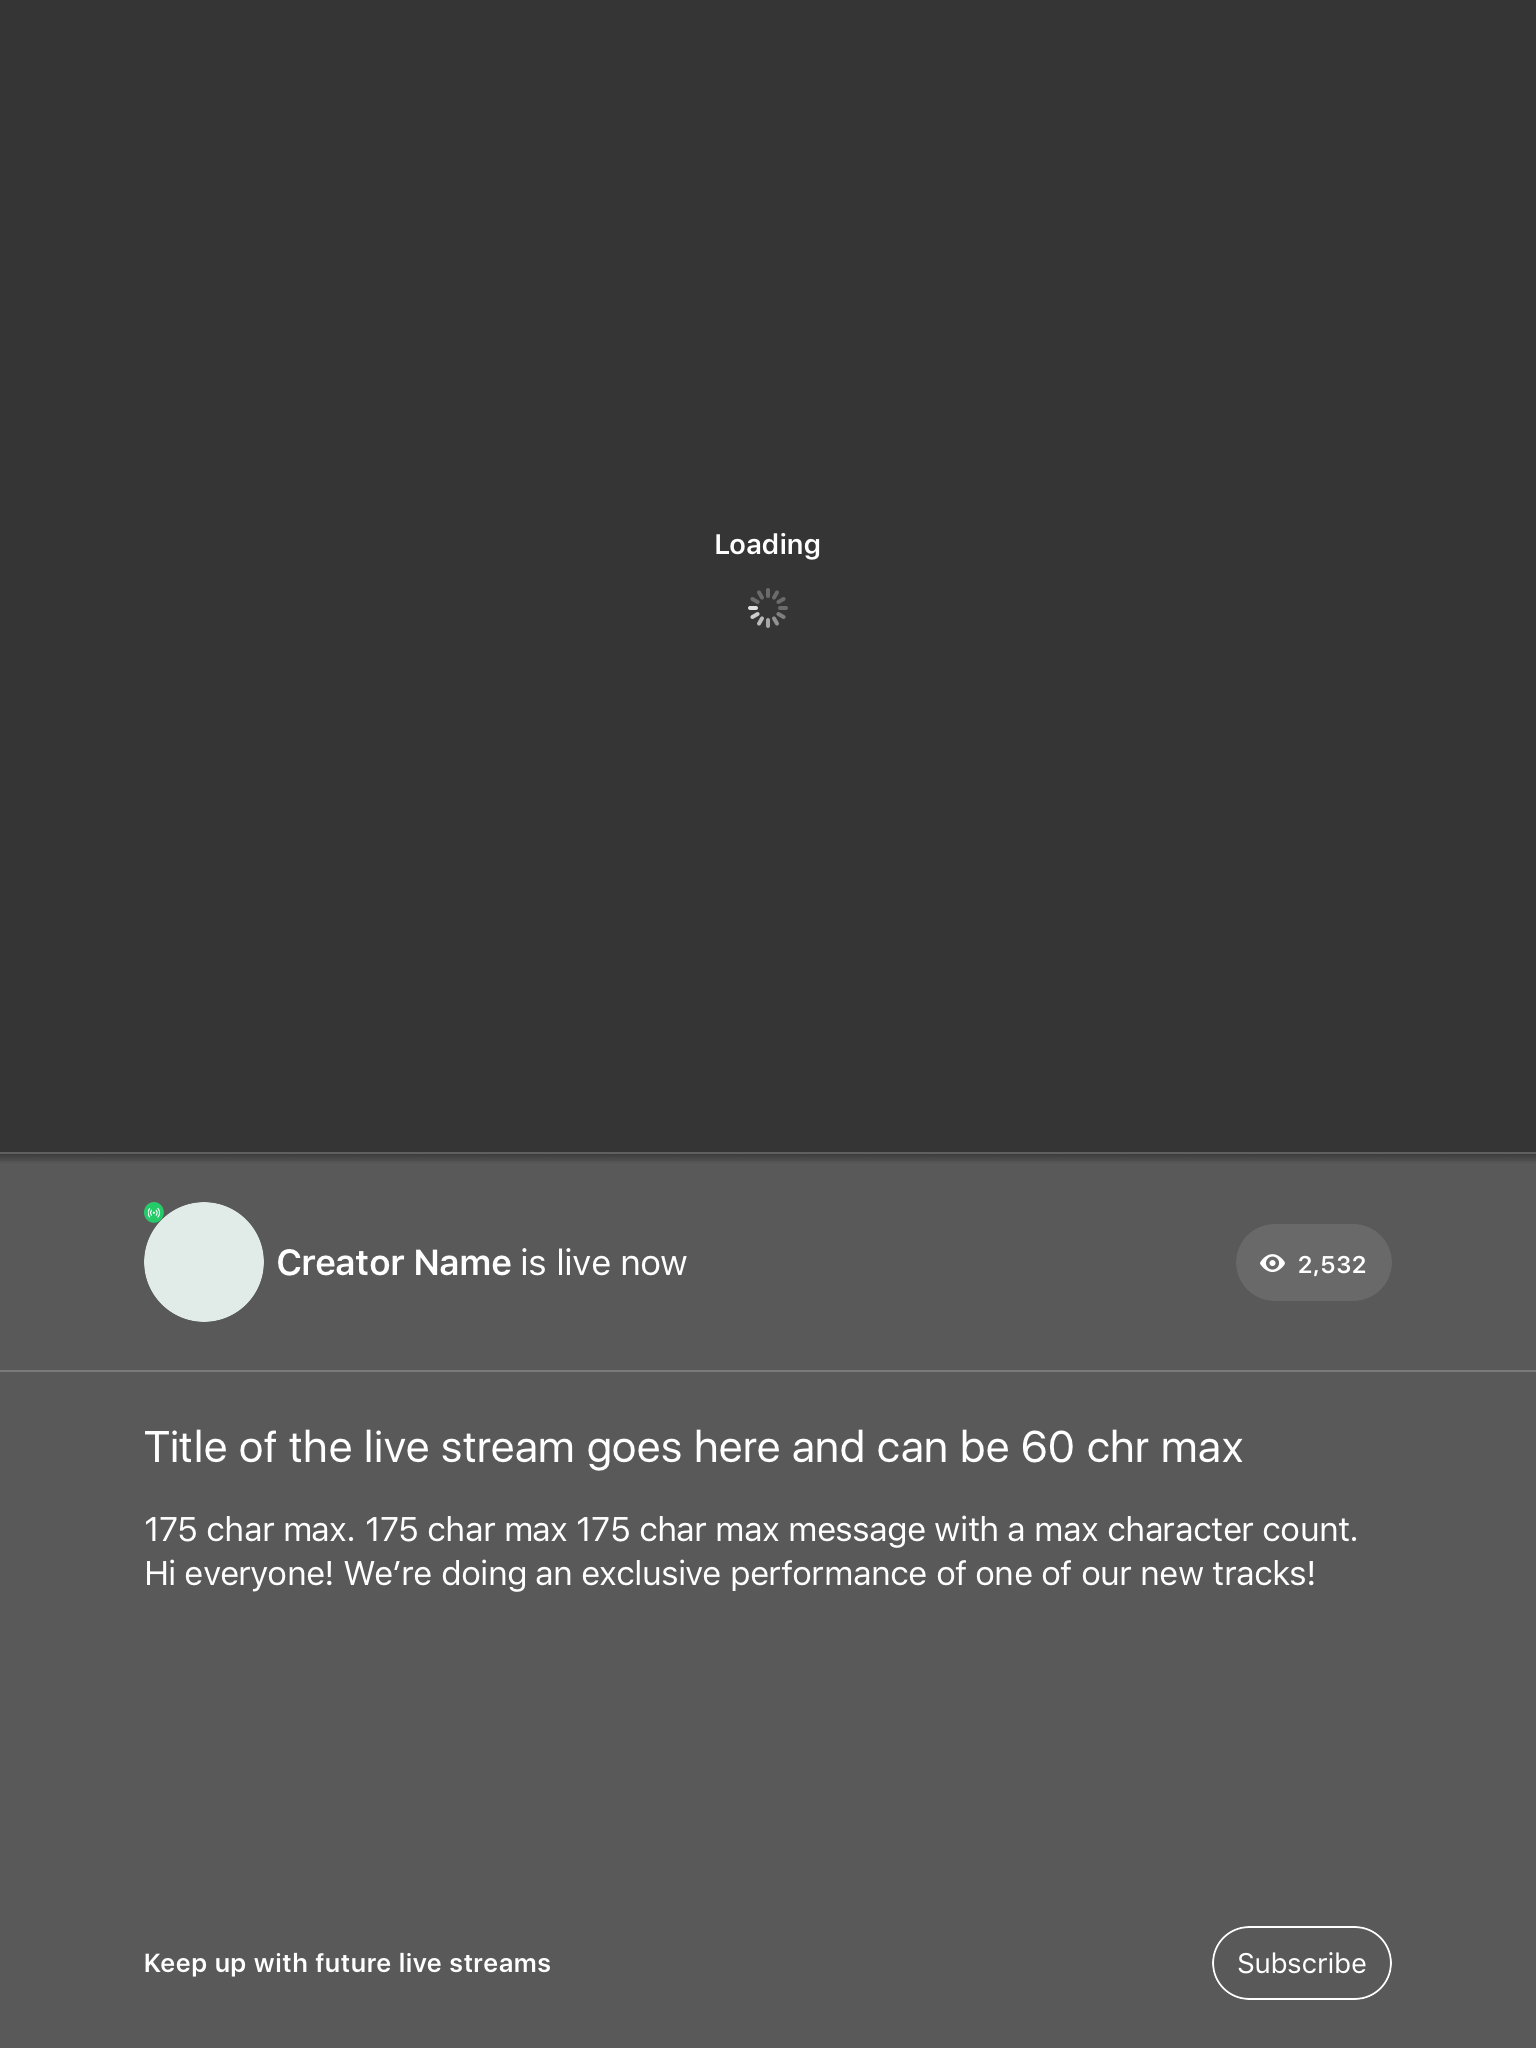 Loading
Creator Name is live now
2,532
Title of the live stream goes here and can be 60 chr max
175 char max. 175 char max 175 char max message with a max character count.
Hi everyone! We’re doing an exclusive performance of one of our new tracks!
Keep up with future live streams
Subscribe